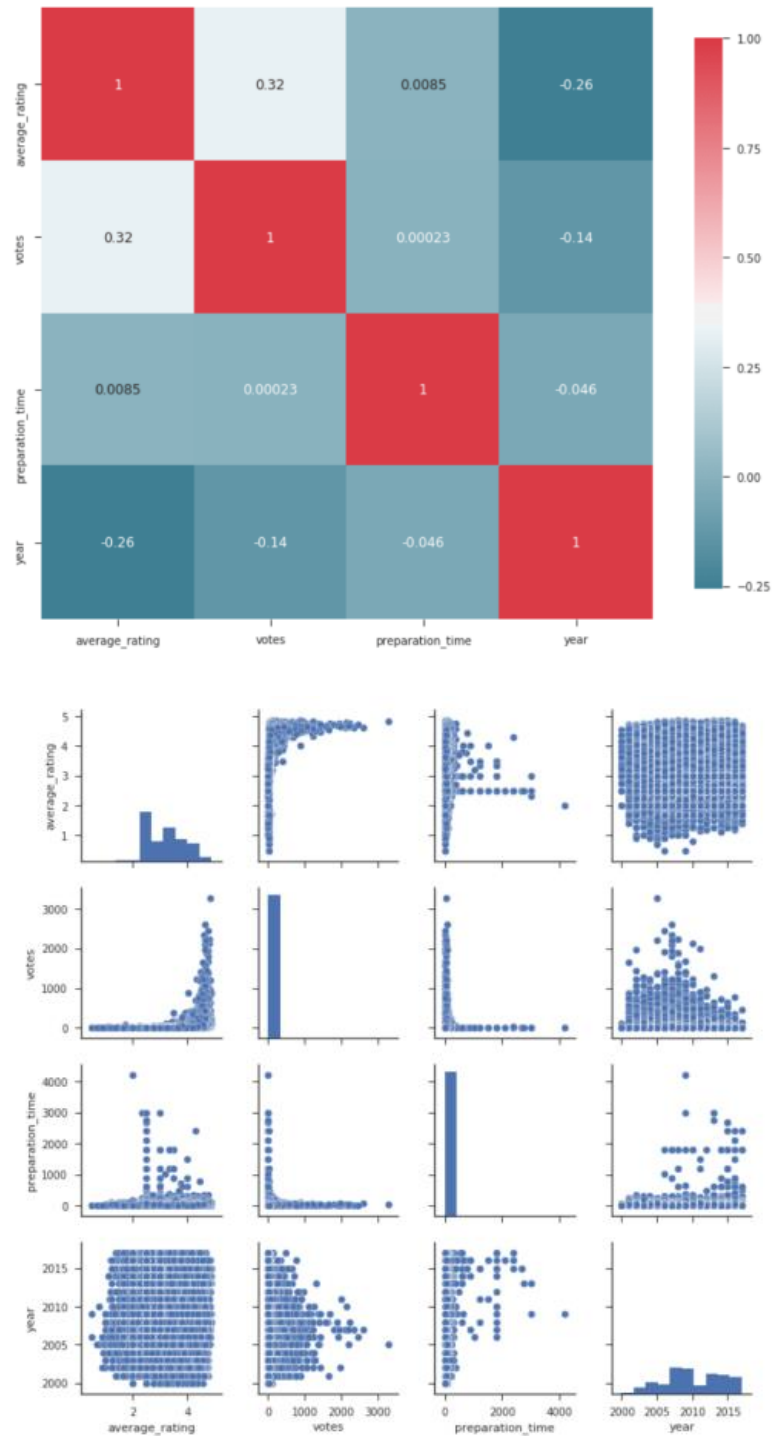 1.00
average_rating 1 0.32 0.0085 -0.26
0.75
votes 0.32 1 0.00023 -0.14
0.50
0.25
preparation_time 0.0085 0.00023 1 -0.046
0.00
year -0.26 -0.14 -0.046 1
−0.25
average_rating votes preparation_time year
average_rating
5
4
3
2
1
votes
3000
2000
1000
0
preparation_time
4000
3000
2000
1000
0
year
2015
2010
2005
2000
2 4 0 1000 2000 3000 0 2000 4000 2000 2005 2010 2015
average_rating votes preparation_time year